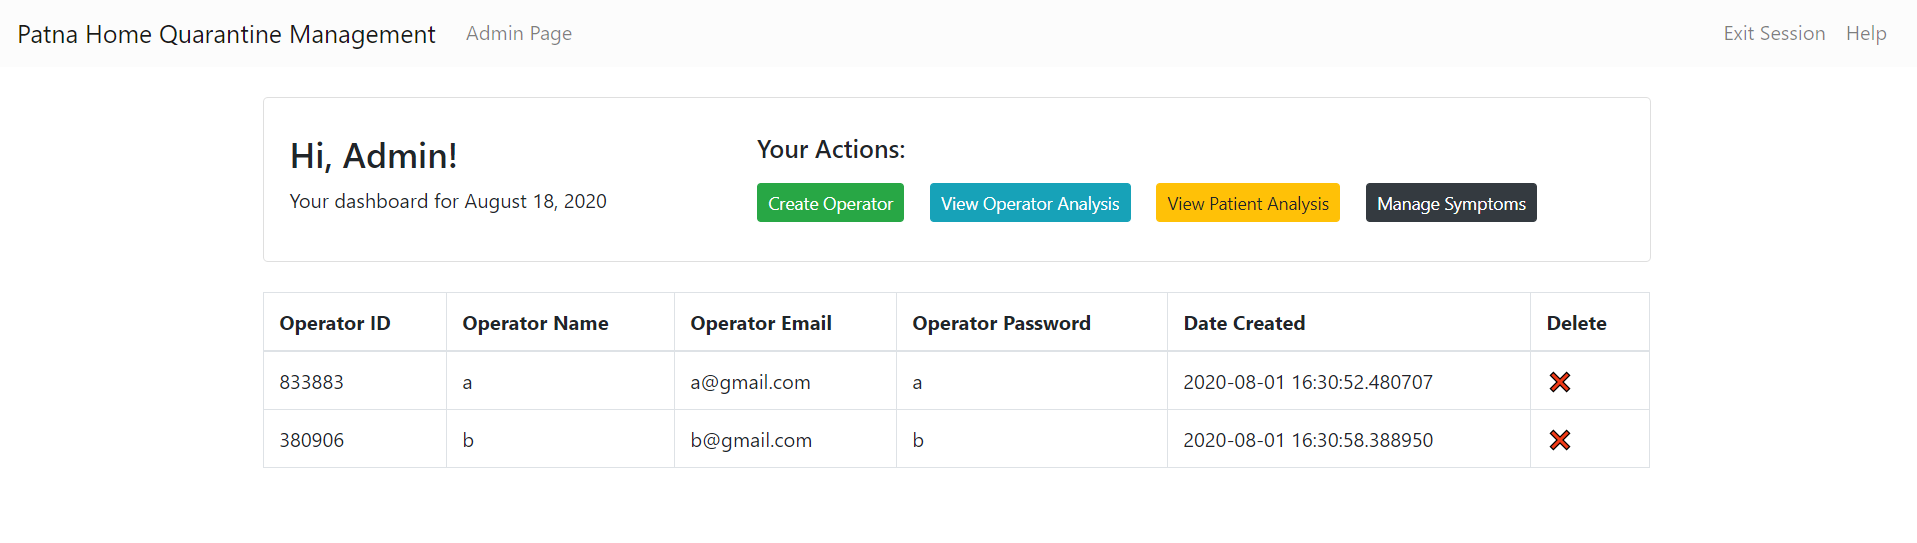 Patna Home Quarantine Management Admin Page Exit Session Help
Hi, Admin!
Your dashboard for August 18, 2020
Your Actions:
Create Operator View Operator Analysis View Patient Analysis Manage Symptoms
Operator ID Operator Name Operator Email Operator Password Date Created Delete
833883 a a@gmail.com a 2020-08-01 16:30:52.480707
380906 b b@gmail.com b 2020-08-01 16:30:58.388950